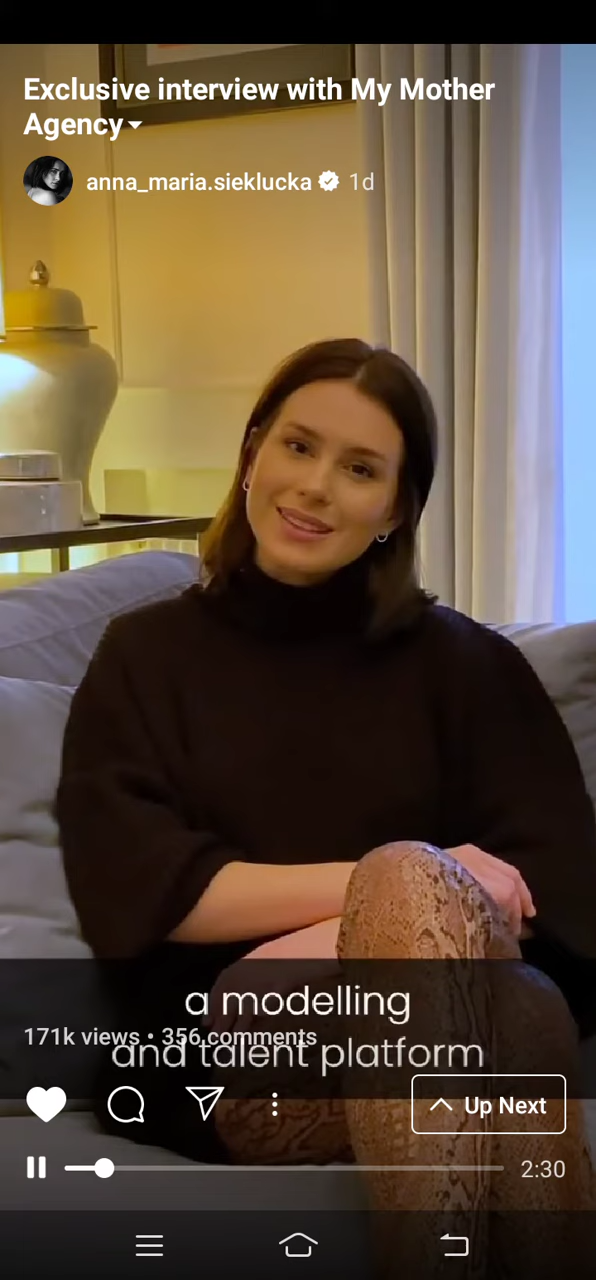 Exclusive interview with My Mother
Agency
anna_maria.sieklucka 1d
a modelling
171k views • 356 comments
and talent platform
Up Next
2:30